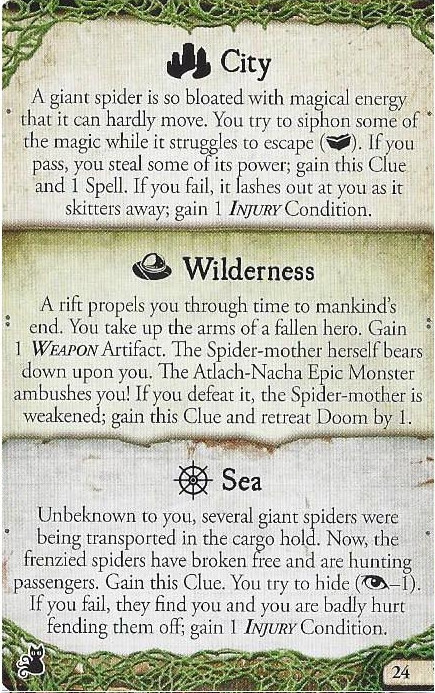 City
A giant spider is so bloated with magical energy
that it can hardly move. You try to siphon some of
the magic while it struggles to escape ( ). If you
pass, you steal some of its power; gain this Clue
and 1 Spell. If you fail, it lashes out at you as it
skitters away; gain 1 INJURY Condition.
Wilderness
A rift propels you through time to mankind's
end. You take up the arms of a fallen hero. Gain
1 WEAPON Artifact. The Spider-mother herself bears
down upon you. The Atlach-Nacha Epic Monster
ambushes you! If you defeat it, the Spider-mother is
weakened; gain this Clue and retreat Doom by 1.
Sea
Unbeknown to you, several giant spiders were
being transported in the cargo hold. Now, the
frenzied spiders have broken free and are hunting
passengers. Gain this Clue. You try to hide ( –1).
If you fail, they find you and you are badly hurt
fending them off; gain 1 INJURY Condition.
24